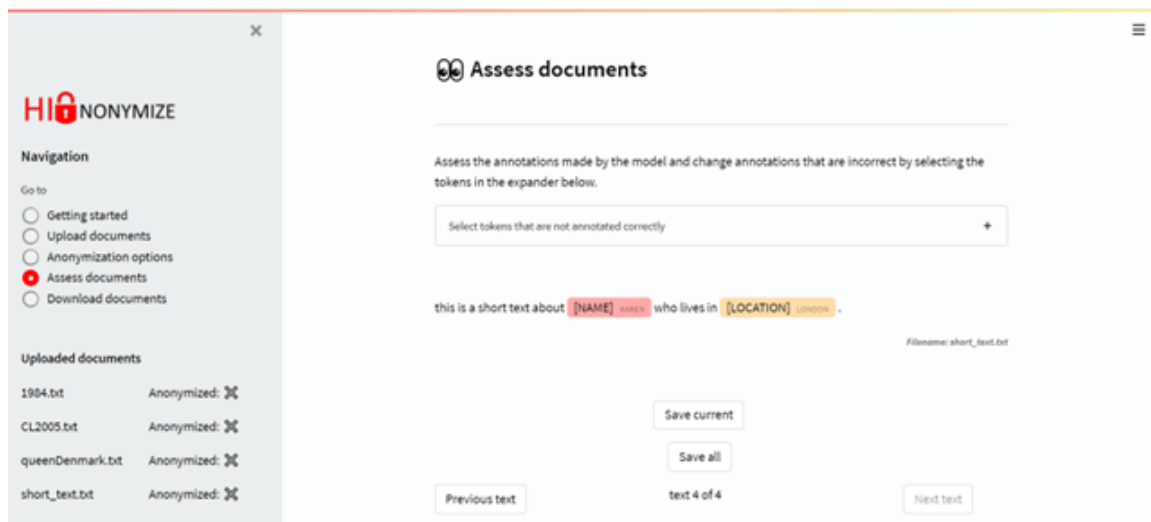 HI NONYMIZE
Navigation
Go to
Getting started
Upload documents
Anonymization options
Assess documents
Download documents
Uploaded documents
1984.txt Anonymized:
CL2005.txt Anonymized:
queenDenmark.txt Anonymized:
short_text.txt Anonymized:
Assess documents
Assess the annotations made by the model and change annotations that are incorrect by selecting the
tokens in the expander below.
Select tokens that are not annotated correctly
this is a short text about [NAME] KAREN who lives in [LOCATION] LONDON .
Filename: short_text.txt
Save current
Save all
Previous text text 4 of 4 Next text